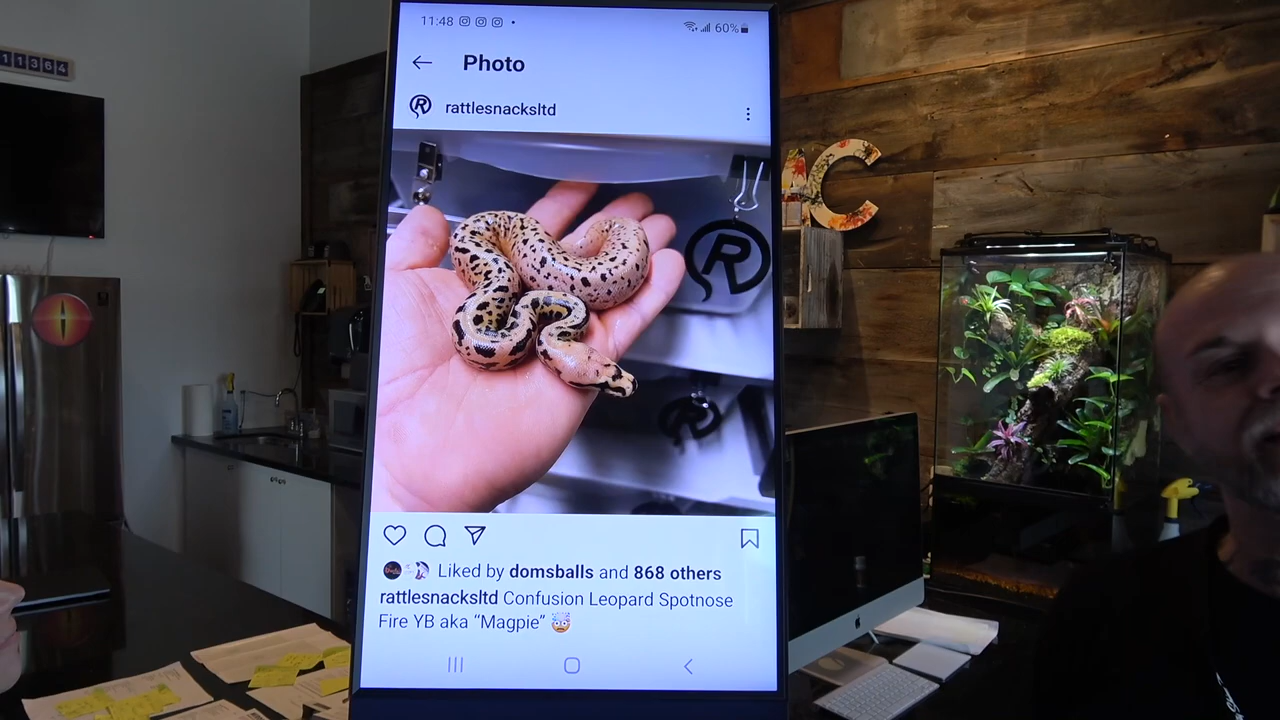 11364
11:48
60%
Photo
R rattlesnacksltd
AC
R
R
Liked by domsballs and 868 others
rattlesnacksltd Confusion Leopard Spotnose
Fire YB aka “Magpie” 🤯